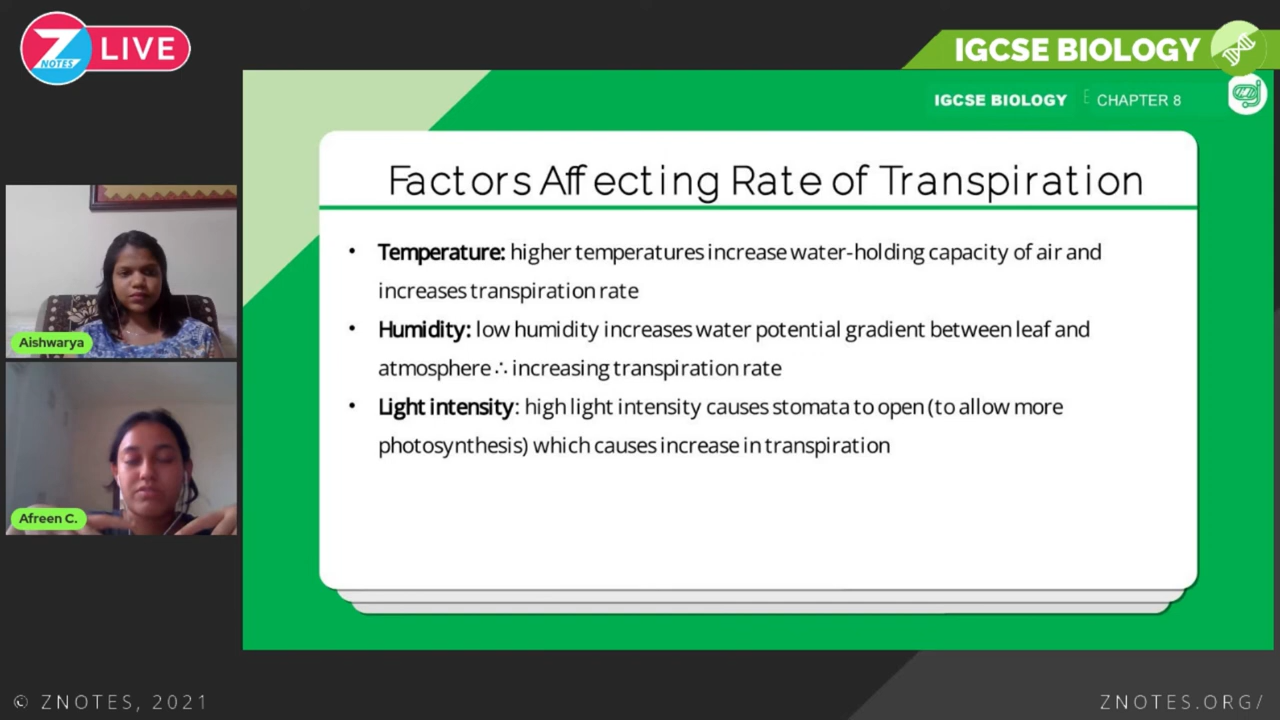 Z NOTES LIVE
IGCSE BIOLOGY
IGCSE BIOLOGY E CHAPTER 8
Factors Affecting Rate of Transpiration
• Temperature: higher temperatures increase water-holding capacity of air and
increases transpiration rate
• Humidity: low humidity increases water potential gradient between leaf and
atmosphere ∴ increasing transpiration rate
• Light intensity: high light intensity causes stomata to open (to allow more
photosynthesis) which causes increase in transpiration
Aishwarya
Afreen C.
© ZNOTES, 2021
ZNOTES.ORG/